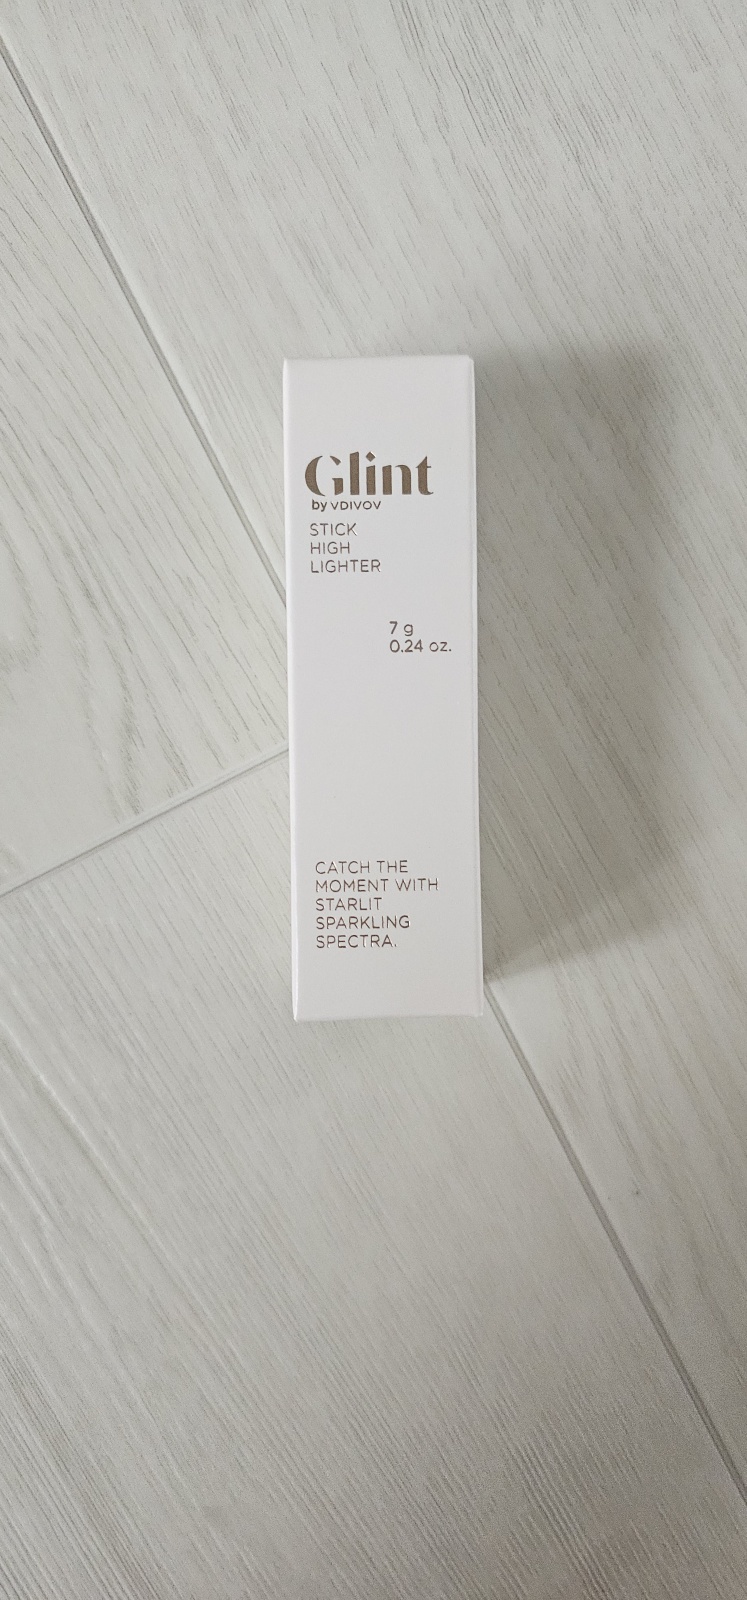 Glint
by VDIVOV
STICK
HIGH
LIGHTER
7 g
0.24 oz.
CATCH THE
MOMENT WITH
STARLIT
SPARKLING
SPECTRA.